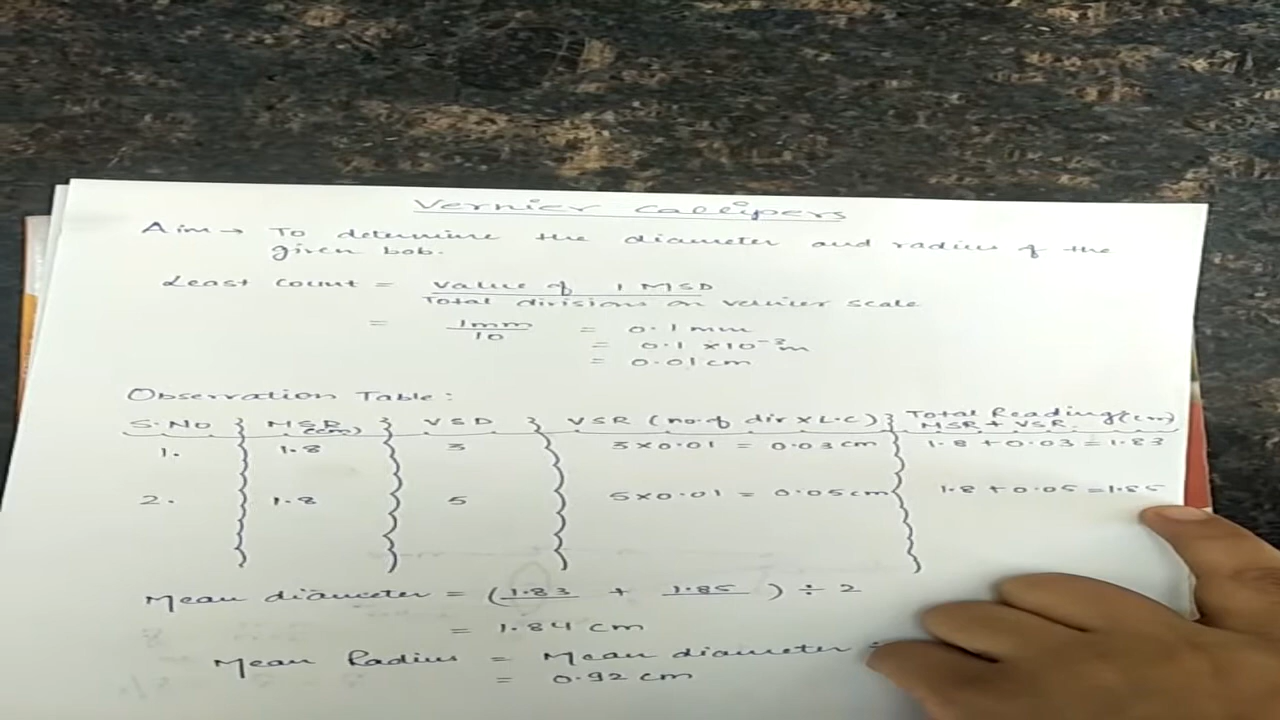 Vernier Callipers
Aim → To determine the diameter and radius of the
given bob.
Least count = Value of 1 MSD
Total divisions on vernier scale
= 1mm = 0.1 mm
10
= 0.1 × 10⁻³m
= 0.01 cm
Observation Table:
S.NO MSR (cm) VSD VSR (no. of div × L.C) Total Reading (cm)
MSR + VSR
1. 1.8 3 3×0.01 = 0.03 cm 1.8 + 0.03 = 1.83
2. 1.8 5 5×0.01 = 0.05 cm 1.8 + 0.05 = 1.85
Mean diameter = (1.83 + 1.85) ÷ 2
= 1.84 cm
Mean Radius = Mean diameter ÷
= 0.92 cm